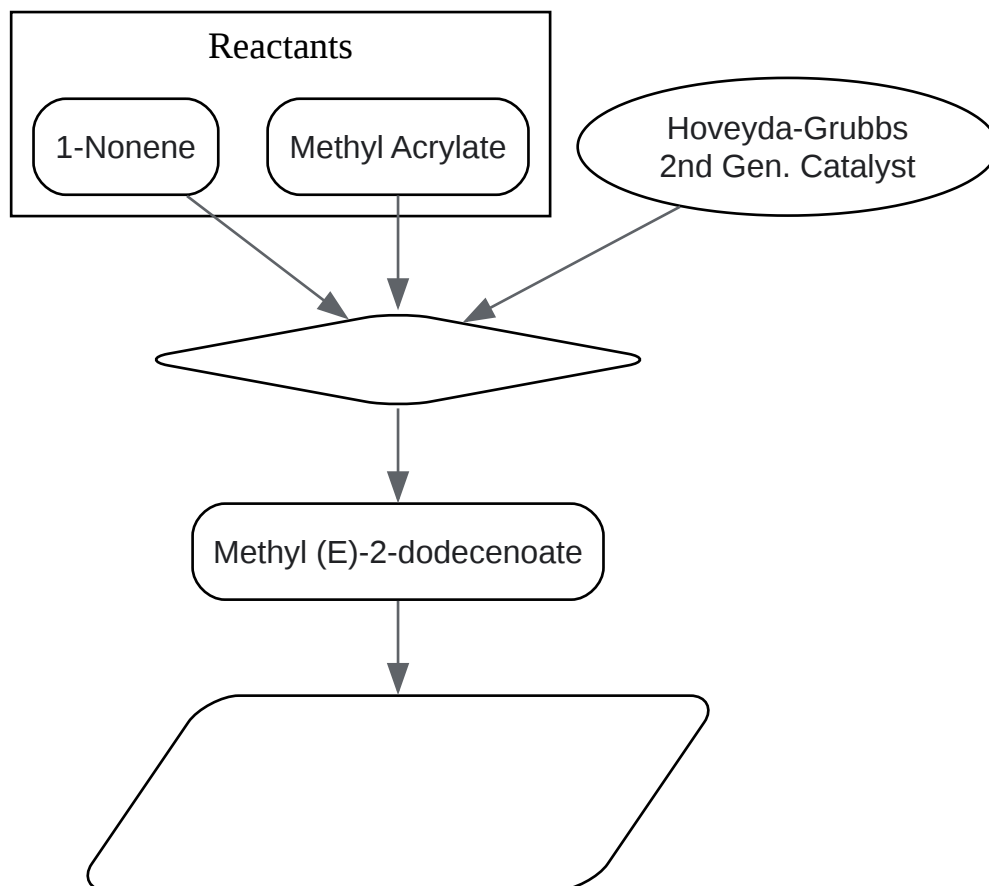 Reactants
1-Nonene
Methyl Acrylate
Hoveyda-Grubbs
2nd Gen. Catalyst
Methyl (E)-2-dodecenoate